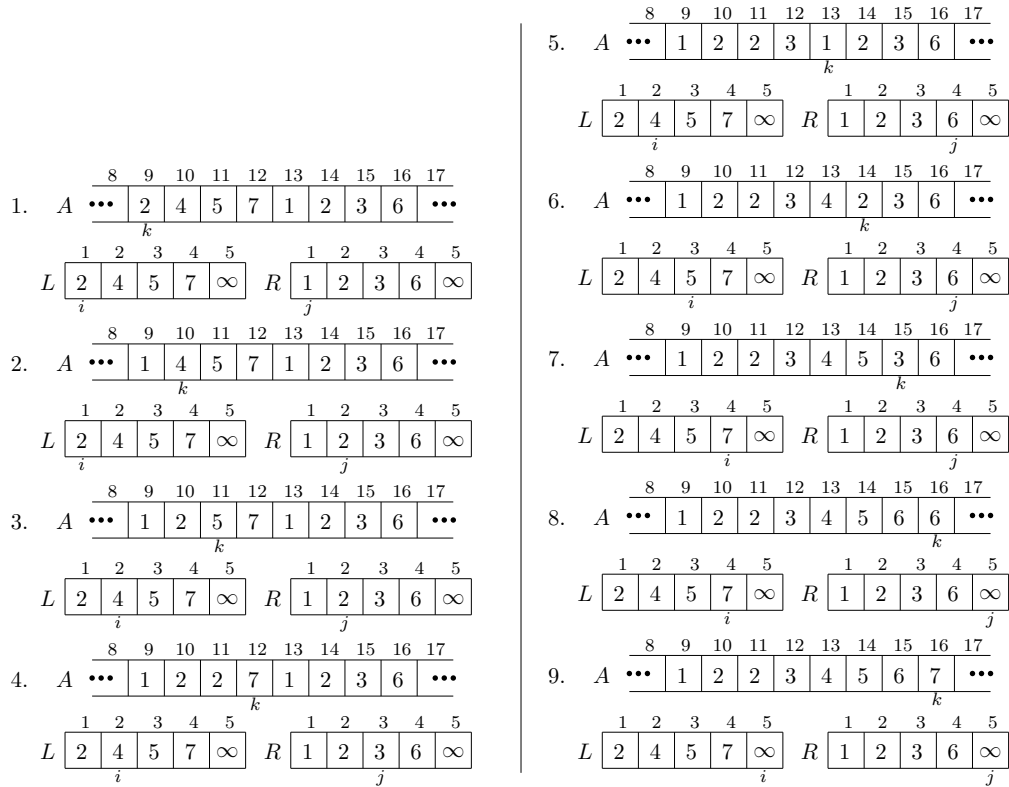 8 9 10 11 12 13 14 15 16 17
1. A ••• 2 4 5 7 1 2 3 6 •••
k
1 2 3 4 5 1 2 3 4 5
L 2 4 5 7 ∞ R 1 2 3 6 ∞
i j
8 9 10 11 12 13 14 15 16 17
2. A ••• 1 4 5 7 1 2 3 6 •••
k
1 2 3 4 5 1 2 3 4 5
L 2 4 5 7 ∞ R 1 2 3 6 ∞
i j
8 9 10 11 12 13 14 15 16 17
3. A ••• 1 2 5 7 1 2 3 6 •••
k
1 2 3 4 5 1 2 3 4 5
L 2 4 5 7 ∞ R 1 2 3 6 ∞
i j
8 9 10 11 12 13 14 15 16 17
4. A ••• 1 2 2 7 1 2 3 6 •••
k
1 2 3 4 5 1 2 3 4 5
L 2 4 5 7 ∞ R 1 2 3 6 ∞
i j
8 9 10 11 12 13 14 15 16 17
5. A ••• 1 2 2 3 1 2 3 6 •••
k
1 2 3 4 5 1 2 3 4 5
L 2 4 5 7 ∞ R 1 2 3 6 ∞
i j
8 9 10 11 12 13 14 15 16 17
6. A ••• 1 2 2 3 4 2 3 6 •••
k
1 2 3 4 5 1 2 3 4 5
L 2 4 5 7 ∞ R 1 2 3 6 ∞
i j
8 9 10 11 12 13 14 15 16 17
7. A ••• 1 2 2 3 4 5 3 6 •••
k
1 2 3 4 5 1 2 3 4 5
L 2 4 5 7 ∞ R 1 2 3 6 ∞
i j
8 9 10 11 12 13 14 15 16 17
8. A ••• 1 2 2 3 4 5 6 6 •••
k
1 2 3 4 5 1 2 3 4 5
L 2 4 5 7 ∞ R 1 2 3 6 ∞
i j
8 9 10 11 12 13 14 15 16 17
9. A ••• 1 2 2 3 4 5 6 7 •••
k
1 2 3 4 5 1 2 3 4 5
L 2 4 5 7 ∞ R 1 2 3 6 ∞
i j